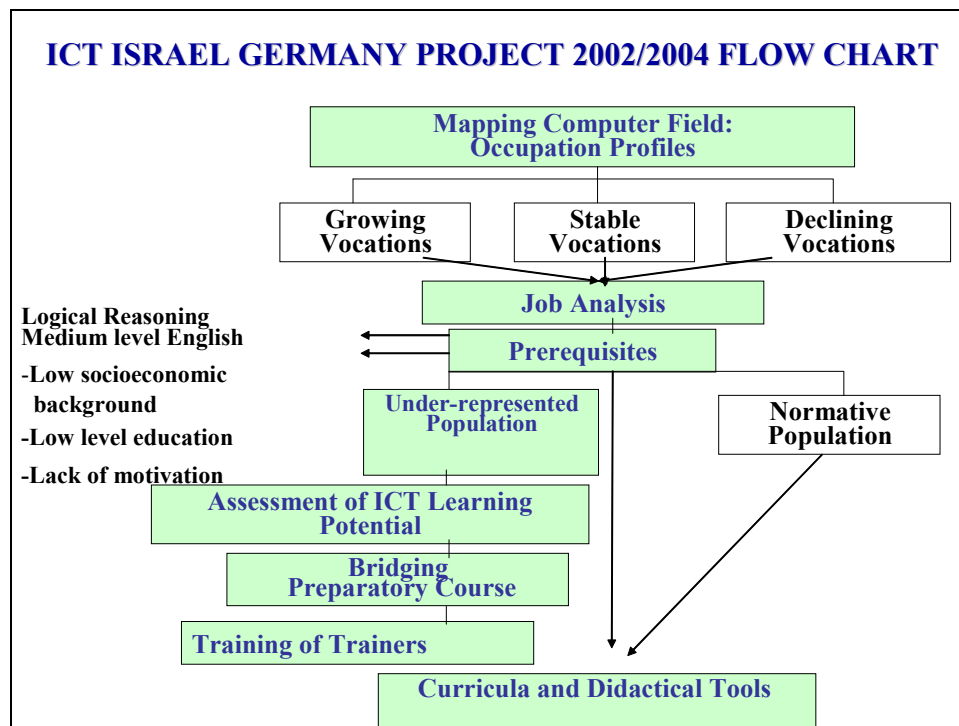 ICT ISRAEL GERMANY PROJECT 2002/2004 FLOW CHART
Mapping Computer Field:
Occupation Profiles
Growing
Vocations
Stable
Vocations
Declining
Vocations
Job Analysis
Logical Reasoning
Medium level English
Prerequisites
-Low socioeconomic
background
-Low level education
-Lack of motivation
Under-represented
Population
Normative
Population
Assessment of ICT Learning
Potential
Bridging
Preparatory Course
Training of Trainers
Curricula and Didactical Tools